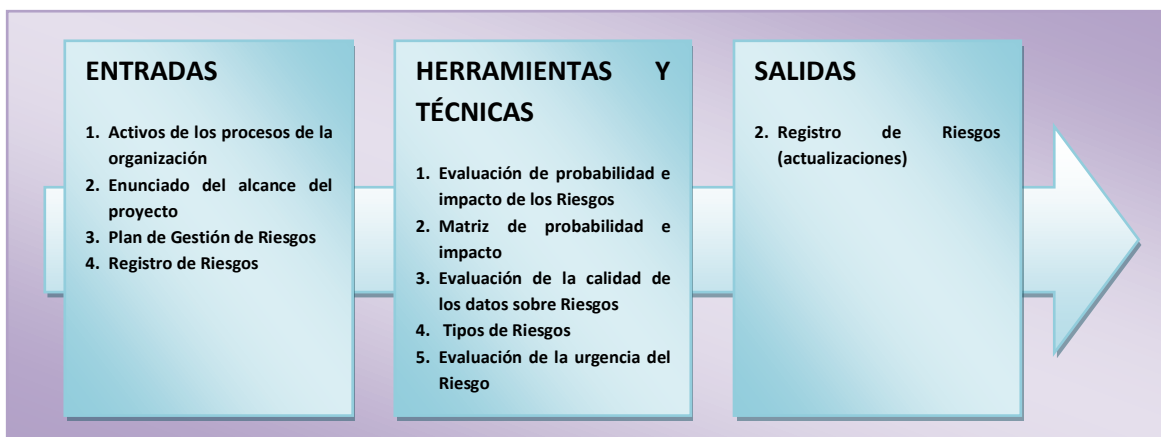 ENTRADAS
1. Activos de los procesos de la
organización
2. Enunciado del alcance del
proyecto
3. Plan de Gestión de Riesgos
4. Registro de Riesgos
HERRAMIENTAS Y
TÉCNICAS
1. Evaluación de probabilidad e
impacto de los Riesgos
2. Matriz de probabilidad e
impacto
3. Evaluación de la calidad de
los datos sobre Riesgos
4. Tipos de Riesgos
5. Evaluación de la urgencia del
Riesgo
SALIDAS
2. Registro de Riesgos
(actualizaciones)